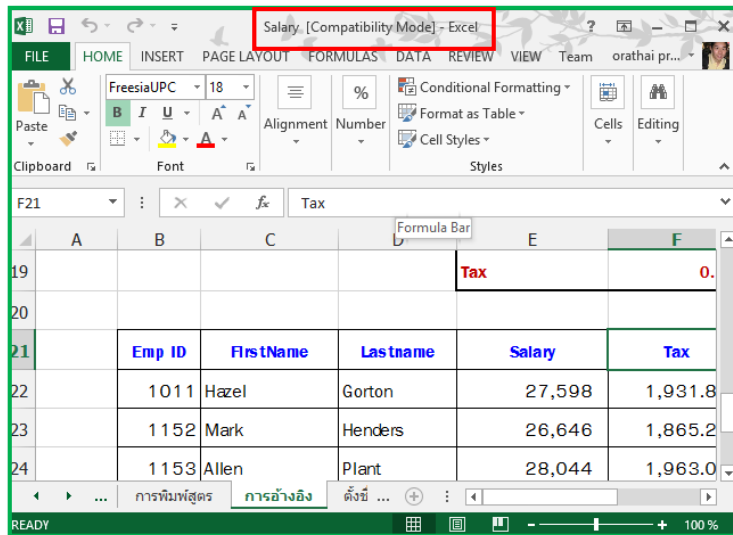 Salary [Compatibility Mode] - Excel ?
FILE HOME INSERT PAGE LAYOUT FORMULAS DATA REVIEW VIEW Team orathai pr...
Paste
FreesiaUPC 18
B I U A A
A
Alignment
%
Number
Conditional Formatting
Format as Table
Cell Styles
Cells
Editing
Clipboard Font Styles
F21 fx Tax
Formula Bar
A B C D E F
19 Tax 0.
20
21 Emp ID FirstName Lastname Salary Tax
22 1011 Hazel Gorton 27,598 1,931.8
23 1152 Mark Henders 26,646 1,865.2
24 1153 Allen Plant 28,044 1,963.0
... การพิมพ์สูตร การอ้างอิง ตั้งชื่ ...
READY 100 %